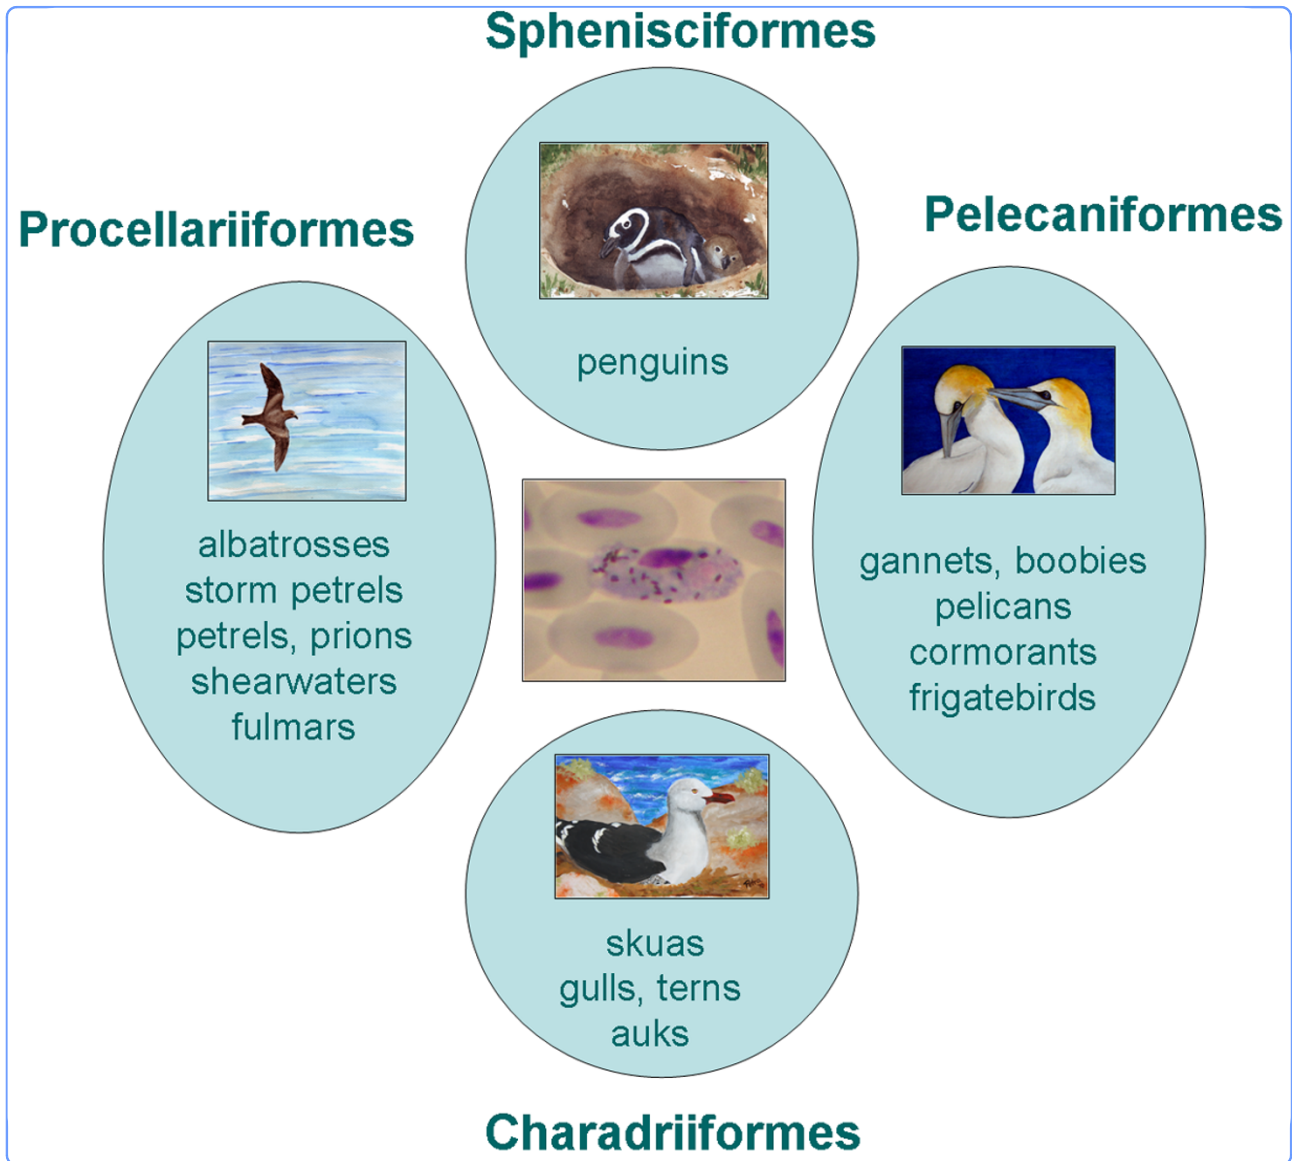 Sphenisciformes
penguins
Procellariiformes
albatrosses
storm petrels
petrels, prions
shearwaters
fulmars
Pelecaniformes
gannets, boobies
pelicans
cormorants
frigatebirds
skuas
gulls, terns
auks
Charadriiformes